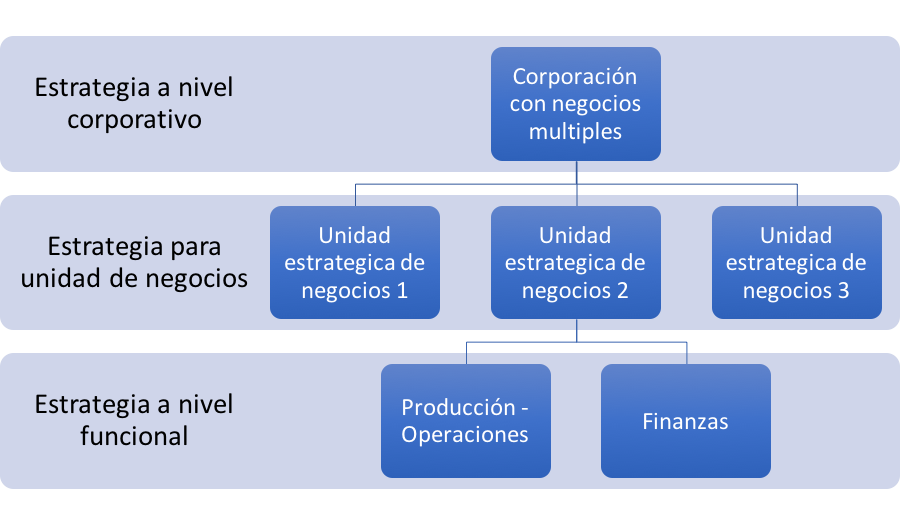 Estrategia a nivel
corporativo
Corporación
con negocios
multiples
Estrategia para
unidad de negocios
Unidad
estrategica de
negocios 1
Unidad
estrategica de
negocios 2
Unidad
estrategica de
negocios 3
Estrategia a nivel
funcional
Producción -
Operaciones
Finanzas